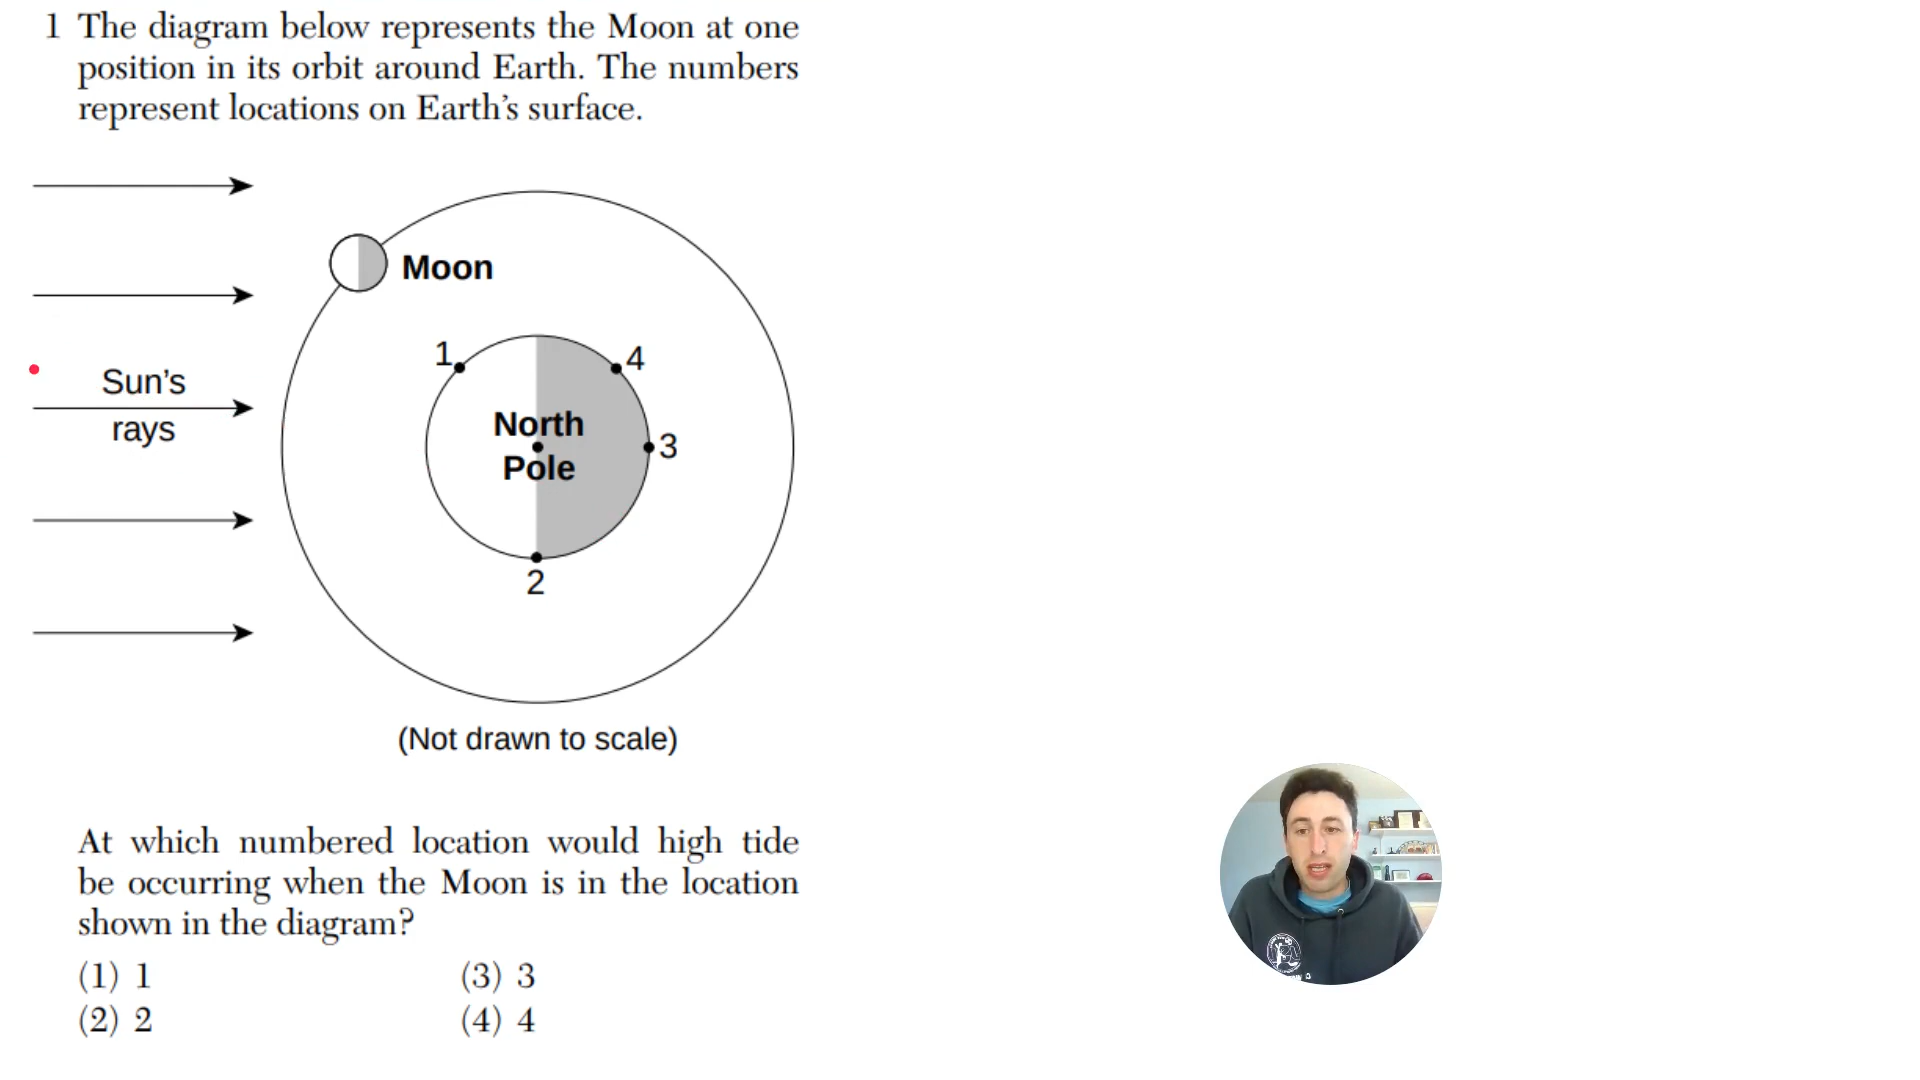 1 The diagram below represents the Moon at one
position in its orbit around Earth. The numbers
represent locations on Earth's surface.
Moon
1
4
Sun's
rays
North
Pole
3
2
(Not drawn to scale)
At which numbered location would high tide
be occurring when the Moon is in the location
shown in the diagram?
(1) 1
(3) 3
(2) 2
(4) 4